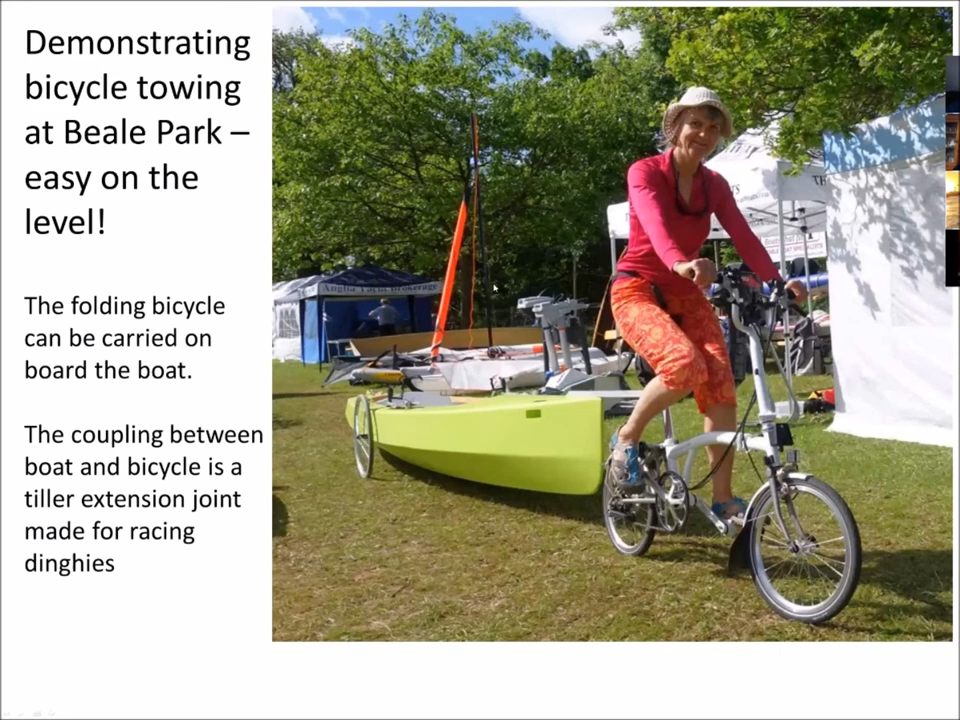 Demonstrating
bicycle towing
at Beale Park –
easy on the
level!
The folding bicycle
can be carried on
board the boat.
The coupling between
boat and bicycle is a
tiller extension joint
made for racing
dinghies
Anglia Yacht Brokerage
TH